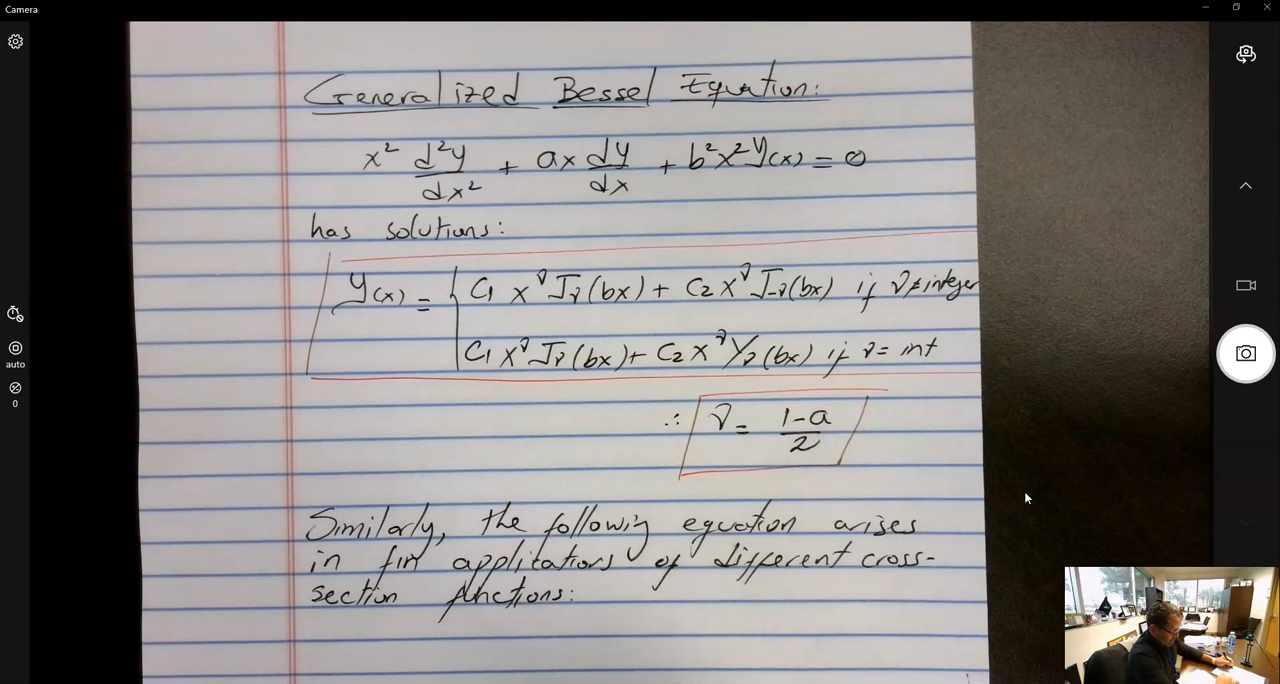 Camera
Generalized Bessel Equation:
x² d²y/dx² + ax dy/dx + b²x²y(x) = 0
has solutions:
y(x) = { C₁ x^ν J_ν(bx) + C₂ x^ν J_-ν(bx) if ν ≠ integer
C₁ x^ν J_ν(bx) + C₂ x^ν Y_ν(bx) if ν = int
∴ ν = (1-a)/2
auto
0
Similarly, the following equation arises
in fin applications of different cross-
section functions: